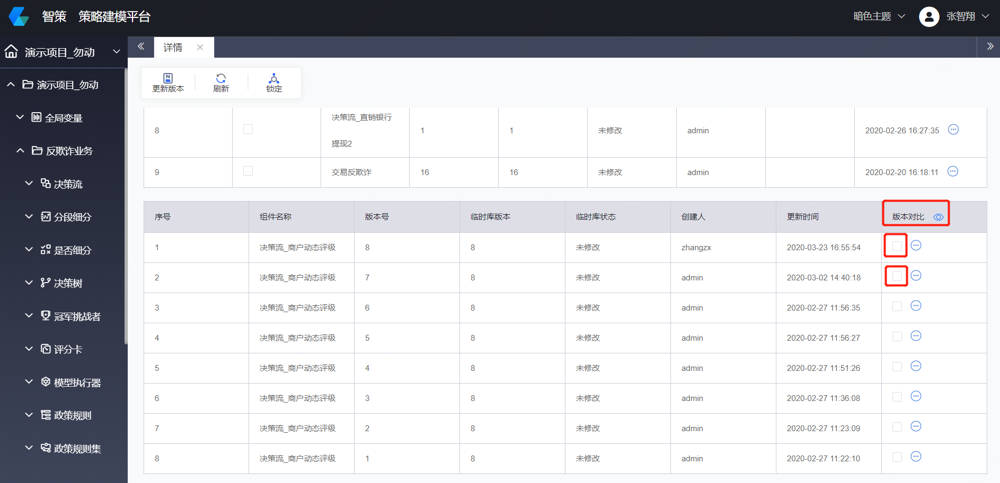 智策 策略建模平台
暗色主题 张智翔
演示项目_勿动
演示项目_勿动
全局变量
反欺诈业务
决策流
分段细分
是否细分
决策树
冠军挑战者
评分卡
模型执行器
政策规则
政策规则集
详情
更新版本 刷新 锁定
8 决策流_直销银行 1 1 未修改 admin 2020-02-26 16:27:35
提现2
9 交易反欺诈 16 16 未修改 admin 2020-02-20 16:18:11
序号 组件名称 版本号 临时库版本 临时库状态 创建人 更新时间 版本对比
1 决策流_商户动态评级 8 8 未修改 zhangzx 2020-03-23 16:55:54
2 决策流_商户动态评级 7 8 未修改 admin 2020-03-02 14:40:18
3 决策流_商户动态评级 6 8 未修改 admin 2020-02-27 11:56:35
4 决策流_商户动态评级 5 8 未修改 admin 2020-02-27 11:56:27
5 决策流_商户动态评级 4 8 未修改 admin 2020-02-27 11:51:26
6 决策流_商户动态评级 3 8 未修改 admin 2020-02-27 11:36:08
7 决策流_商户动态评级 2 8 未修改 admin 2020-02-27 11:23:09
8 决策流_商户动态评级 1 8 未修改 admin 2020-02-27 11:22:10